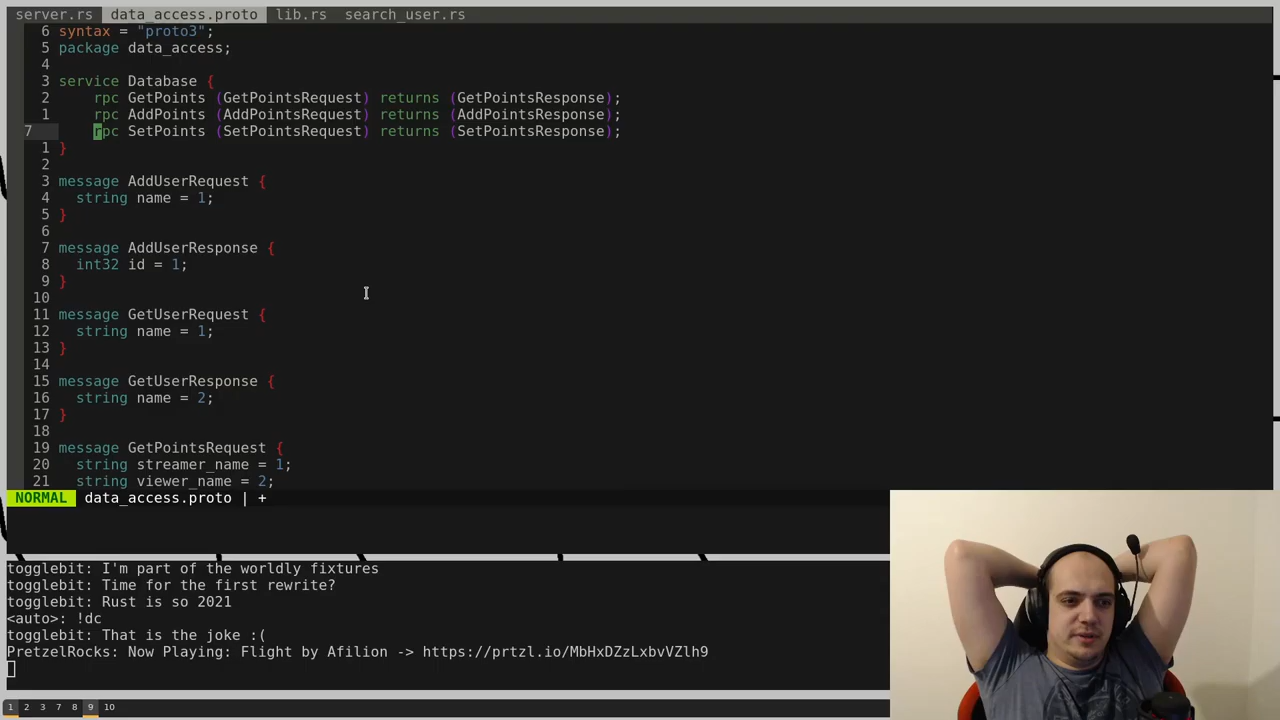 server.rs data_access.proto lib.rs search_user.rs
6 syntax = "proto3";
5 package data_access;
4
3 service Database {
2 rpc GetPoints (GetPointsRequest) returns (GetPointsResponse);
1 rpc AddPoints (AddPointsRequest) returns (AddPointsResponse);
7 rpc SetPoints (SetPointsRequest) returns (SetPointsResponse);
1 }
2
3 message AddUserRequest {
4 string name = 1;
5 }
6
7 message AddUserResponse {
8 int32 id = 1;
9 }
10
11 message GetUserRequest {
12 string name = 1;
13 }
14
15 message GetUserResponse {
16 string name = 2;
17 }
18
19 message GetPointsRequest {
20 string streamer_name = 1;
21 string viewer_name = 2;
NORMAL data_access.proto | +
togglebit: I'm part of the worldly fixtures
togglebit: Time for the first rewrite?
togglebit: Rust is so 2021
<auto>: !dc
togglebit: That is the joke :(
PretzelRocks: Now Playing: Flight by Afilion -> https://prtzl.io/MbHxDZzLxbvVZlh9
1 2 3 7 8 9 10